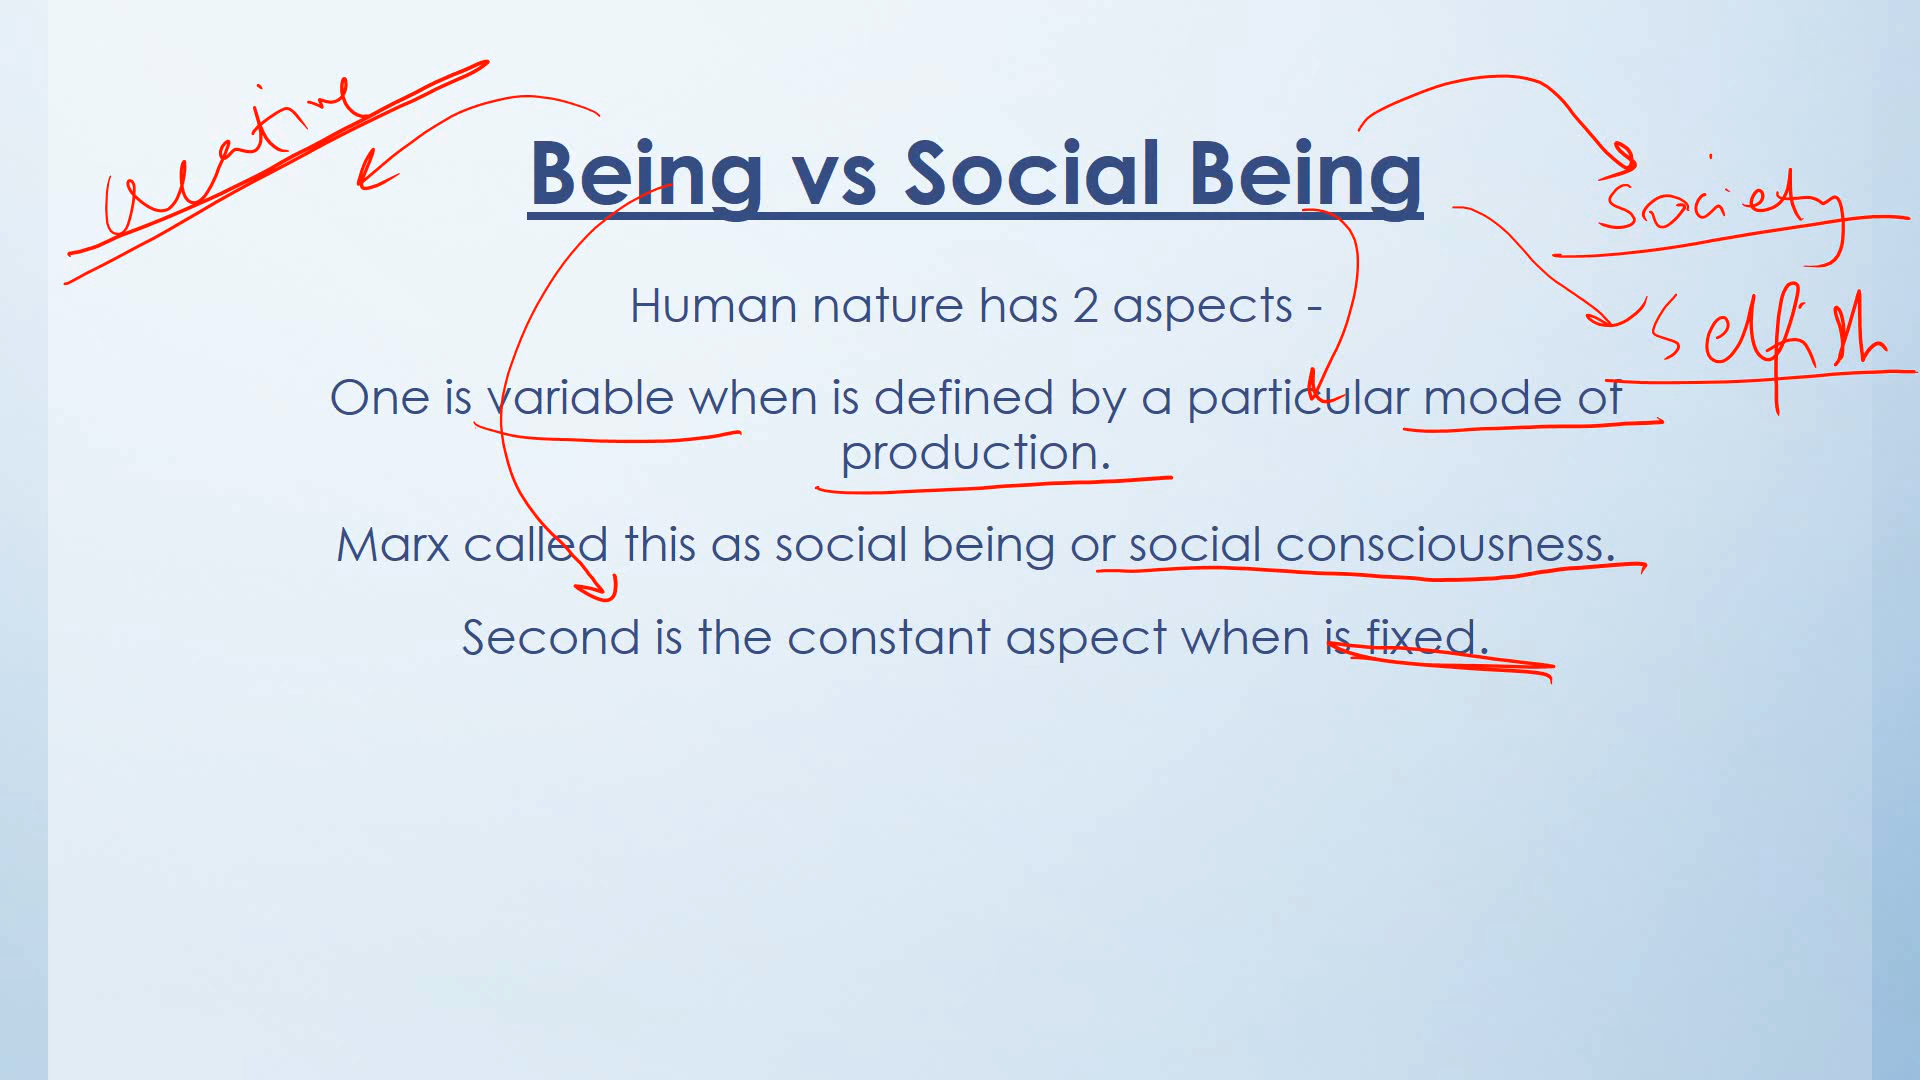 Creative
Being vs Social Being
Society
Selfish
Human nature has 2 aspects -
One is variable when is defined by a particular mode of
production.
Marx called this as social being or social consciousness.
Second is the constant aspect when is fixed.